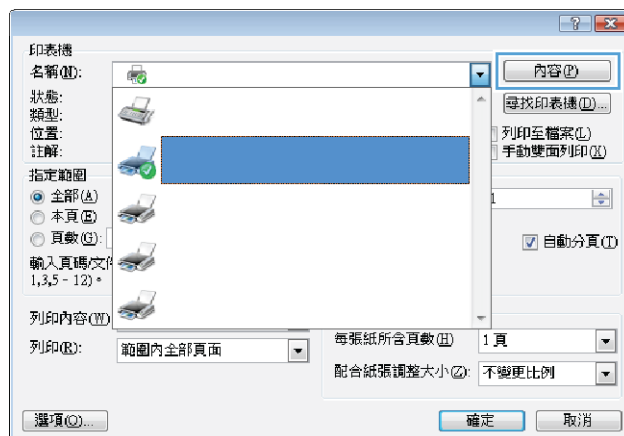 印表機
名稱(N):
內容(P)
狀態:
尋找印表機(D)...
類型:
位置:
列印至檔案(L)
註解:
手動雙面列印(X)
指定範圍
全部(A)
1
本頁(E)
頁數(G):
自動分頁(T)
輸入頁碼/文件
1,3,5 - 12)。
列印內容(W)
每張紙所含頁數(H) 1 頁
列印(R): 範圍內全部頁面
配合紙張調整大小(Z): 不變更比例
選項(O)...
確定
取消